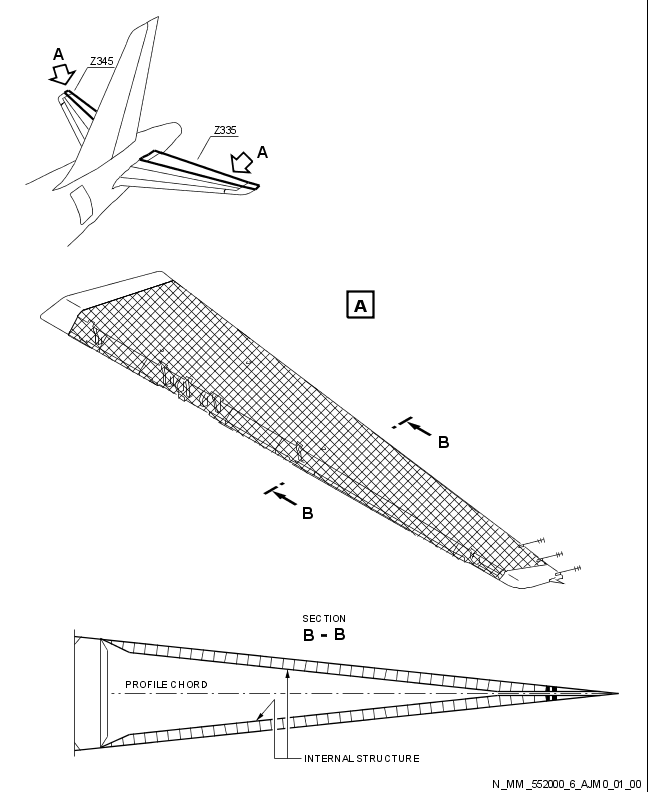 A
Z345
Z335
A
A
B
B
SECTION
B - B
PROFILE CHORD
INTERNAL STRUCTURE
N_MM_552000_6_AJM0_01_00